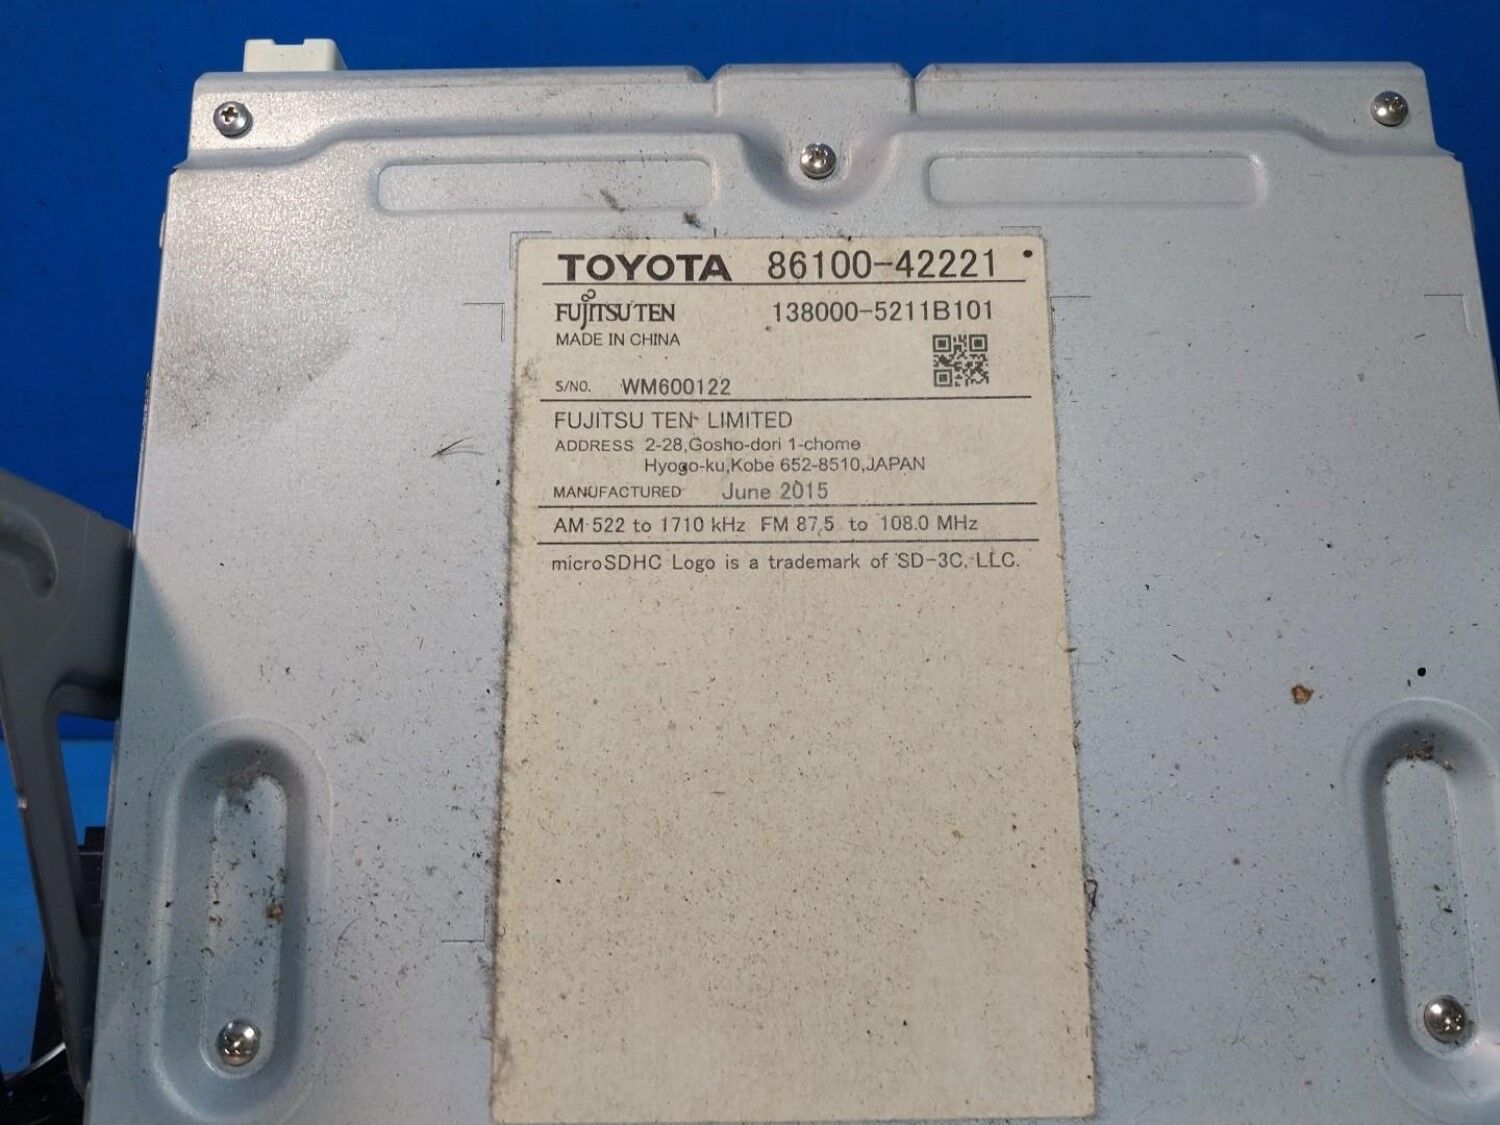 TOYOTA 86100-42221
FUJITSU TEN 138000-5211B101
MADE IN CHINA
S/NO. WM600122
FUJITSU TEN LIMITED
ADDRESS 2-28,Gosho-dori 1-chome
Hyogo-ku,Kobe 652-8510,JAPAN
MANUFACTURED June 2015
AM 522 to 1710 kHz FM 87.5 to 108.0 MHz
microSDHC Logo is a trademark of SD-3C, LLC.